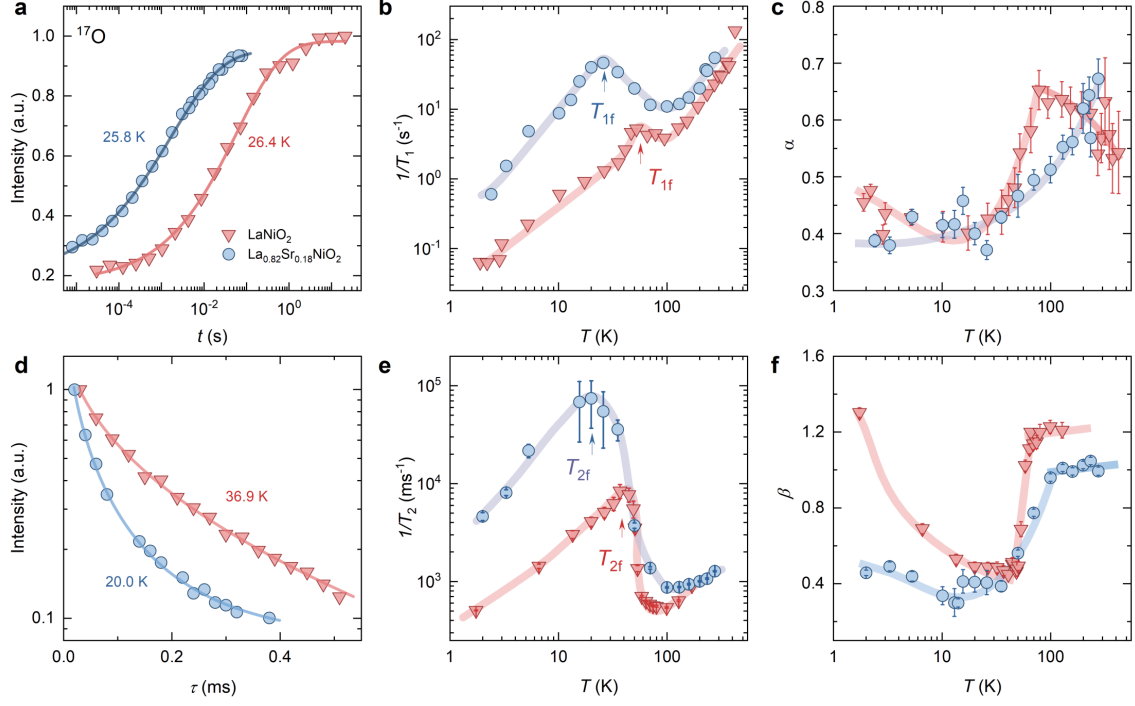 a
¹⁷O
1.0
0.8
0.6
0.4
0.2
Intensity (a.u.)
25.8 K
26.4 K
LaNiO₂
La₀.₈₂Sr₀.₁₈NiO₂
10⁻⁴ 10⁻² 10⁰
t (s)
b
10²
10¹
10⁰
10⁻¹
1/T₁ (s⁻¹)
T₁f
T₁f
1 10 100
T (K)
c
0.8
0.7
0.6
0.5
0.4
0.3
α
1 10 100
T (K)
d
1
0.1
Intensity (a.u.)
36.9 K
20.0 K
0.0 0.2 0.4
τ (ms)
e
10⁵
10⁴
10³
1/T₂ (ms⁻¹)
T₂f
T₂f
1 10 100
T (K)
f
1.6
1.2
0.8
0.4
0.0
β
1 10 100
T (K)